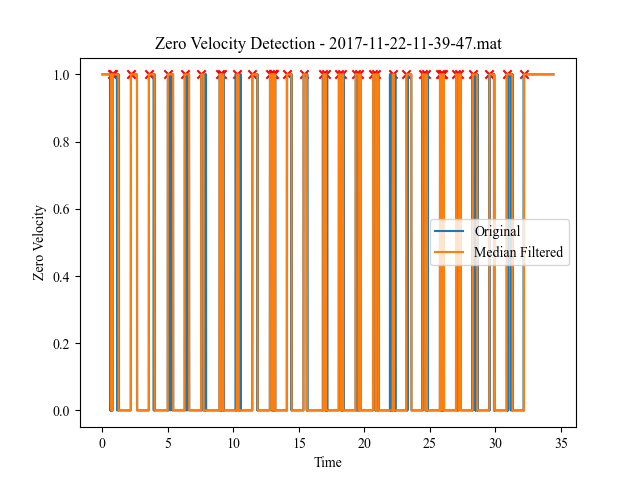 Zero Velocity Detection - 2017-11-22-11-39-47.mat
1.0
0.8
0.6
0.4
0.2
0.0
Zero Velocity
Original
Median Filtered
0
5
10
15
20
25
30
35
Time